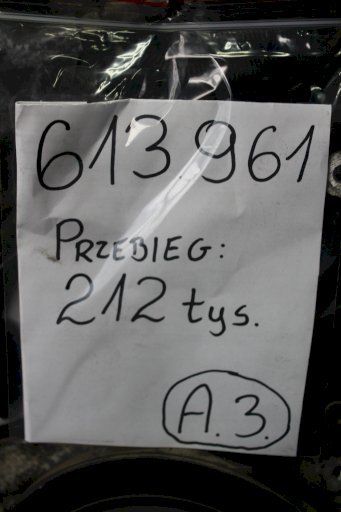 613.961
PRZEBIEG:
212 tys.
A.3.